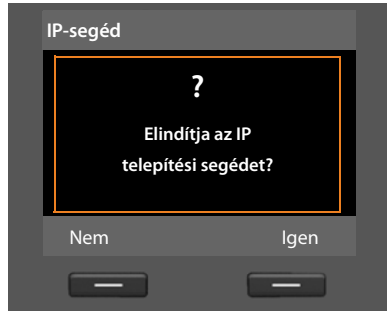 IP-segéd
?
Elindítja az IP
telepítési segédet?
Nem Igen